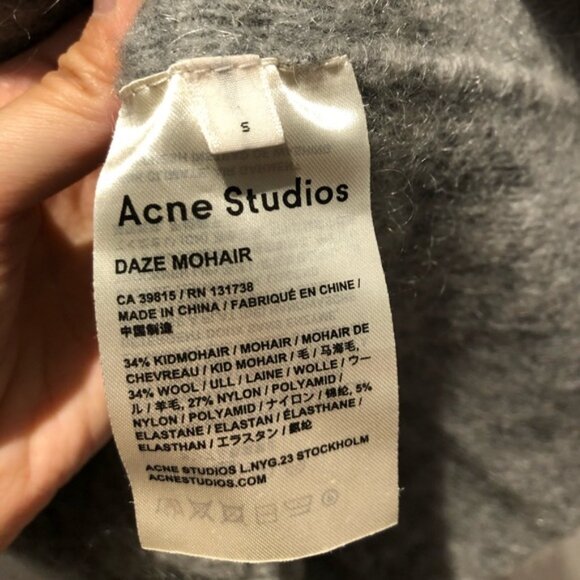 S
Acne Studios
DAZE MOHAIR
CA 39815 / RN 131738
MADE IN CHINA / FABRIQUÉ EN CHINE /
中国制造
34% KIDMOHAIR / MOHAIR / MOHAIR DE
CHEVREAU / KID MOHAIR / 毛 / 马海毛,
34% WOOL / ULL / LAINE / WOLLE / ウー
ル / 羊毛, 27% NYLON / POLYAMID /
NYLON / POLYAMID / ナイロン / 锦纶, 5%
ELASTANE / ELASTAN / ÉLASTHANE /
ELASTHAN / エラスタン / 氨纶
ACNE STUDIOS L.NYG.23 STOCKHOLM
ACNESTUDIOS.COM